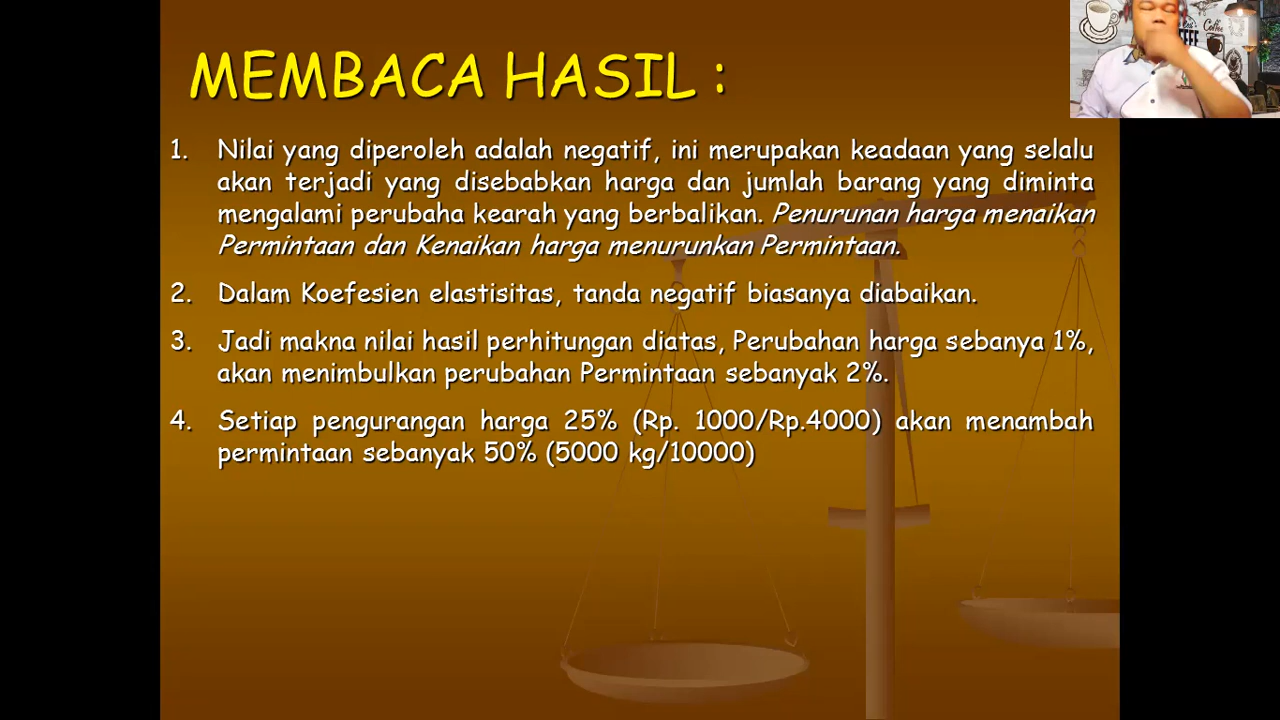 MEMBACA HASIL :
1. Nilai yang diperoleh adalah negatif, ini merupakan keadaan yang selalu
akan terjadi yang disebabkan harga dan jumlah barang yang diminta
mengalami perubaha kearah yang berbalikan. Penurunan harga menaikan
Permintaan dan Kenaikan harga menurunkan Permintaan.
2. Dalam Koefesien elastisitas, tanda negatif biasanya diabaikan.
3. Jadi makna nilai hasil perhitungan diatas, Perubahan harga sebanya 1%,
akan menimbulkan perubahan Permintaan sebanyak 2%.
4. Setiap pengurangan harga 25% (Rp. 1000/Rp.4000) akan menambah
permintaan sebanyak 50% (5000 kg/10000)
Coffee